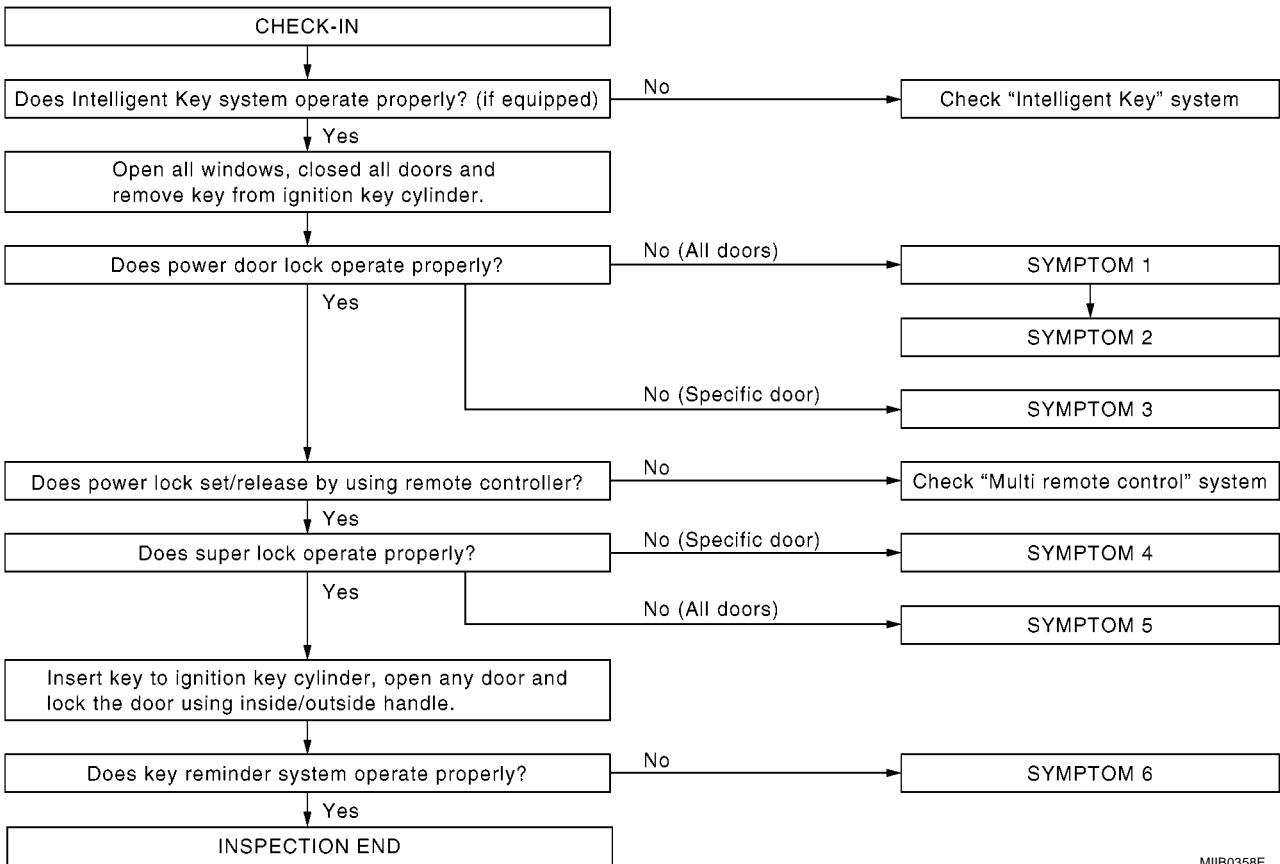 CHECK-IN
Does Intelligent Key system operate properly? (if equipped)
No
Check “Intelligent Key” system
Yes
Open all windows, closed all doors and
remove key from ignition key cylinder.
Does power door lock operate properly?
No (All doors)
SYMPTOM 1
Yes
SYMPTOM 2
No (Specific door)
SYMPTOM 3
Does power lock set/release by using remote controller?
No
Check “Multi remote control” system
Yes
Does super lock operate properly?
No (Specific door)
SYMPTOM 4
Yes
No (All doors)
SYMPTOM 5
Insert key to ignition key cylinder, open any door and
lock the door using inside/outside handle.
Does key reminder system operate properly?
No
SYMPTOM 6
Yes
INSPECTION END
MIIB0358E